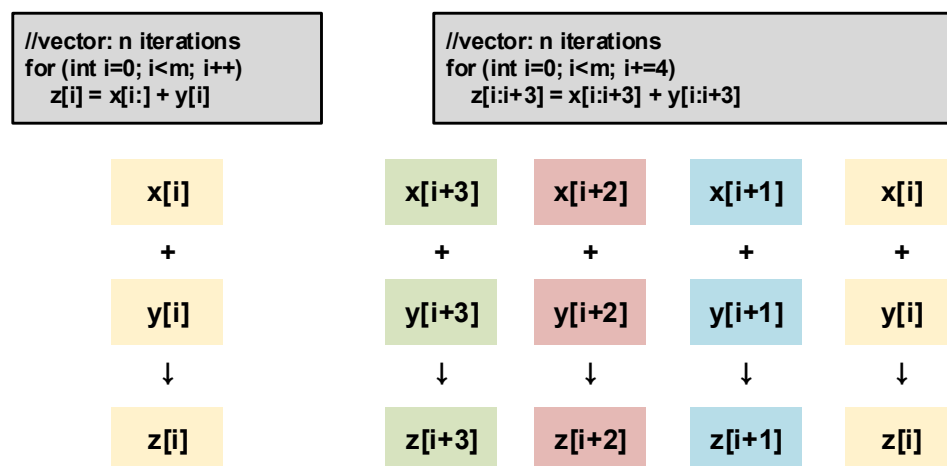 //vector: n iterations
for (int i=0; i<m; i++)
z[i] = x[i:] + y[i]
//vector: n iterations
for (int i=0; i<m; i+=4)
z[i:i+3] = x[i:i+3] + y[i:i+3]
x[i]
+
y[i]
↓
z[i]
x[i+3] x[i+2] x[i+1] x[i]
+ + + +
y[i+3] y[i+2] y[i+1] y[i]
↓ ↓ ↓ ↓
z[i+3] z[i+2] z[i+1] z[i]